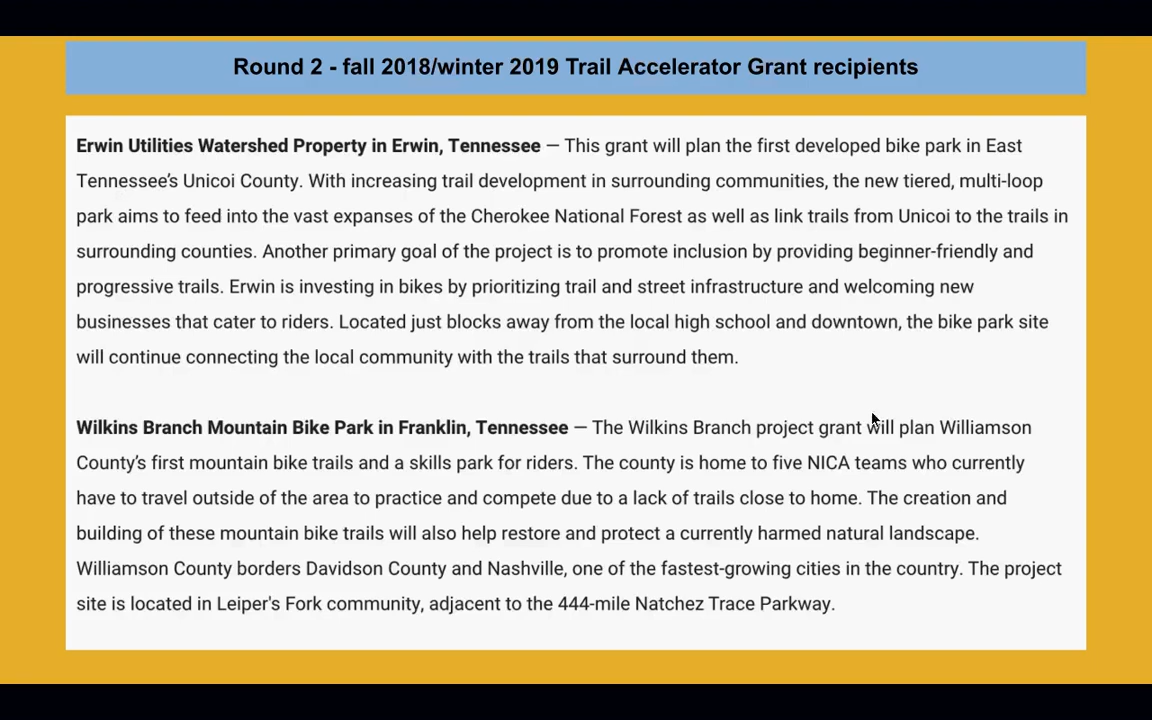 Round 2 - fall 2018/winter 2019 Trail Accelerator Grant recipients
Erwin Utilities Watershed Property in Erwin, Tennessee — This grant will plan the first developed bike park in East
Tennessee's Unicoi County. With increasing trail development in surrounding communities, the new tiered, multi-loop
park aims to feed into the vast expanses of the Cherokee National Forest as well as link trails from Unicoi to the trails in
surrounding counties. Another primary goal of the project is to promote inclusion by providing beginner-friendly and
progressive trails. Erwin is investing in bikes by prioritizing trail and street infrastructure and welcoming new
businesses that cater to riders. Located just blocks away from the local high school and downtown, the bike park site
will continue connecting the local community with the trails that surround them.
Wilkins Branch Mountain Bike Park in Franklin, Tennessee — The Wilkins Branch project grant will plan Williamson
County's first mountain bike trails and a skills park for riders. The county is home to five NICA teams who currently
have to travel outside of the area to practice and compete due to a lack of trails close to home. The creation and
building of these mountain bike trails will also help restore and protect a currently harmed natural landscape.
Williamson County borders Davidson County and Nashville, one of the fastest-growing cities in the country. The project
site is located in Leiper's Fork community, adjacent to the 444-mile Natchez Trace Parkway.